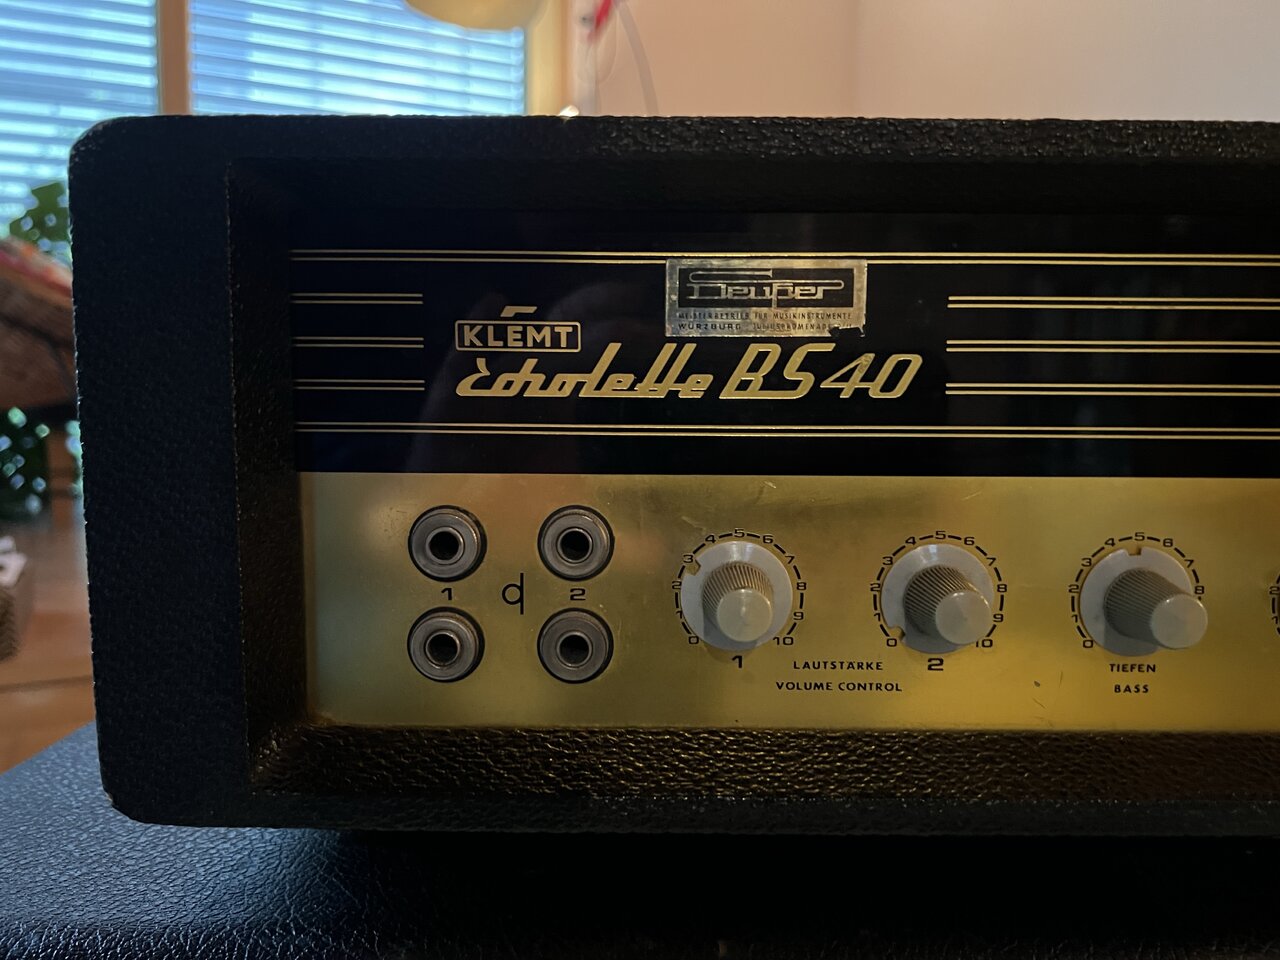 MEISTERBETRIEB FÜR MUSIKINSTRUMENTE
WÜRZBURG
KLEMT
Echolette BS 40
1 2
0 1 2 3 4 5 6 7 8 9 10
0 1 2 3 4 5 6 7 8 9 10
0 1 2 3 4 5 6 7 8
1 LAUTSTÄRKE 2
VOLUME CONTROL
TIEFEN
BASS